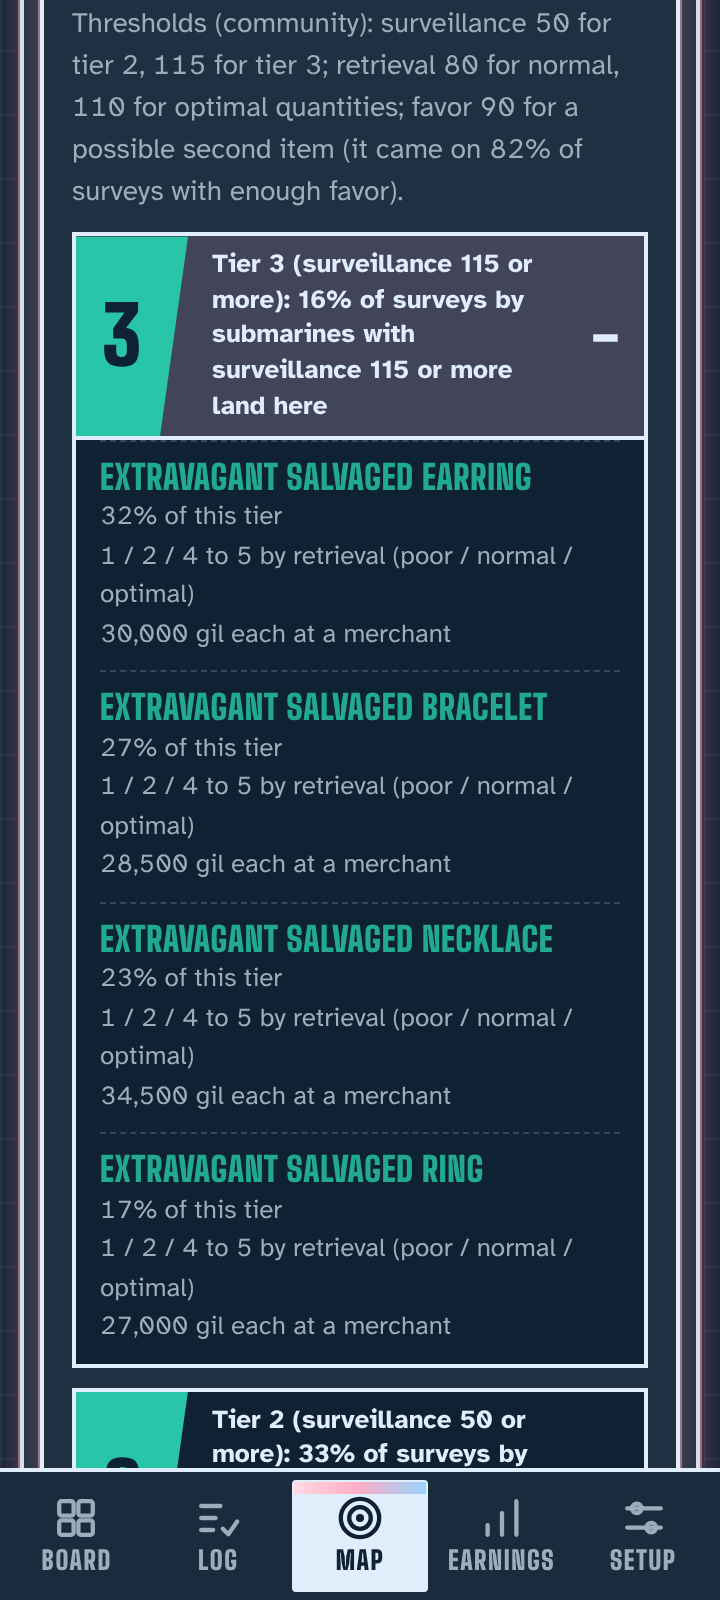 Thresholds (community): surveillance 50 for
tier 2, 115 for tier 3; retrieval 80 for normal,
110 for optimal quantities; favor 90 for a
possible second item (it came on 82% of
surveys with enough favor).
3
Tier 3 (surveillance 115 or
more): 16% of surveys by
submarines with
surveillance 115 or more
land here
EXTRAVAGANT SALVAGED EARRING
32% of this tier
1 / 2 / 4 to 5 by retrieval (poor / normal /
optimal)
30,000 gil each at a merchant
EXTRAVAGANT SALVAGED BRACELET
27% of this tier
1 / 2 / 4 to 5 by retrieval (poor / normal /
optimal)
28,500 gil each at a merchant
EXTRAVAGANT SALVAGED NECKLACE
23% of this tier
1 / 2 / 4 to 5 by retrieval (poor / normal /
optimal)
34,500 gil each at a merchant
EXTRAVAGANT SALVAGED RING
17% of this tier
1 / 2 / 4 to 5 by retrieval (poor / normal /
optimal)
27,000 gil each at a merchant
Tier 2 (surveillance 50 or
more): 33% of surveys by
BOARD
LOG
MAP
EARNINGS
SETUP